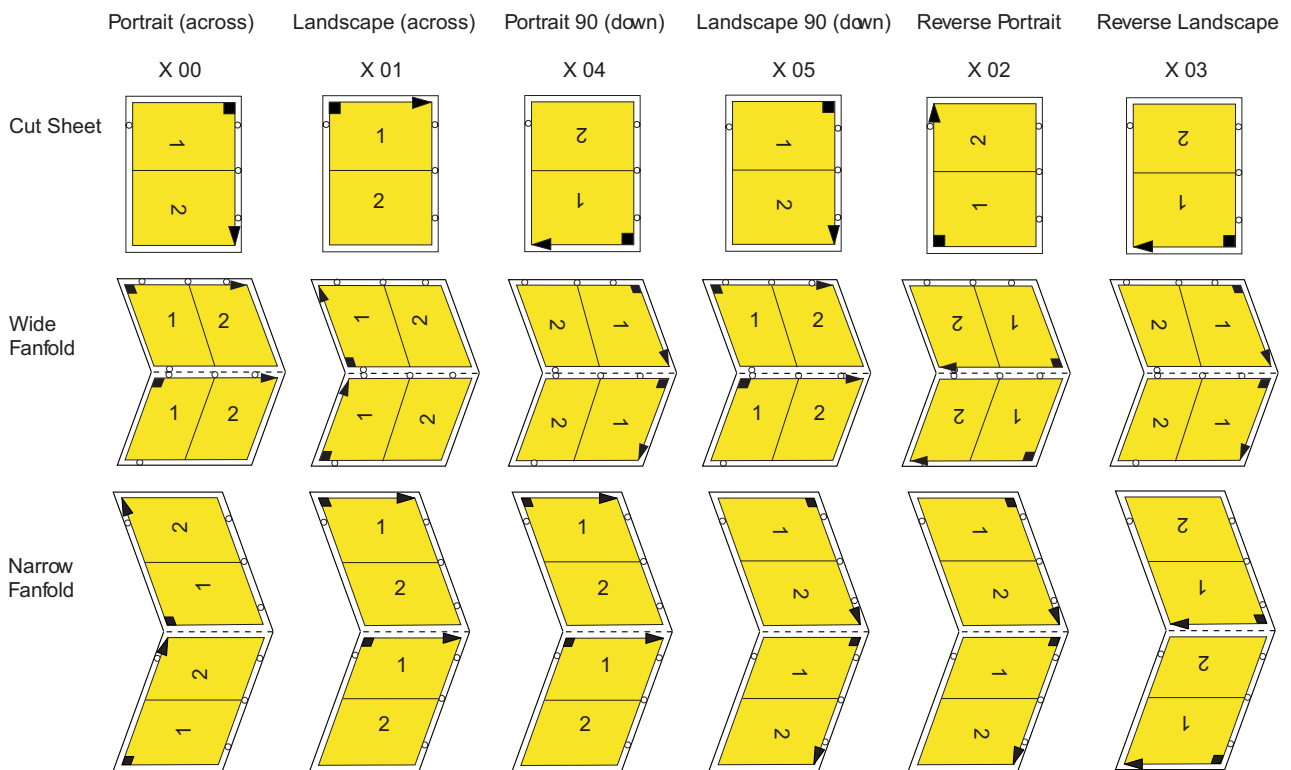 Portrait (across) Landscape (across) Portrait 90 (down) Landscape 90 (down) Reverse Portrait Reverse Landscape
X 00 X 01 X 04 X 05 X 02 X 03
Cut Sheet
1 1 2 1 2 2
2 2 1 2 1 1
Wide
Fanfold
1 2 1 2 2 1 1 2 2 1 2 1
1 2 1 2 2 1 1 2 2 1 2 1
Narrow
Fanfold
2 1 1 1 1 2
1 2 2 2 2 1
2 1 1 1 1 2
1 2 2 2 2 1